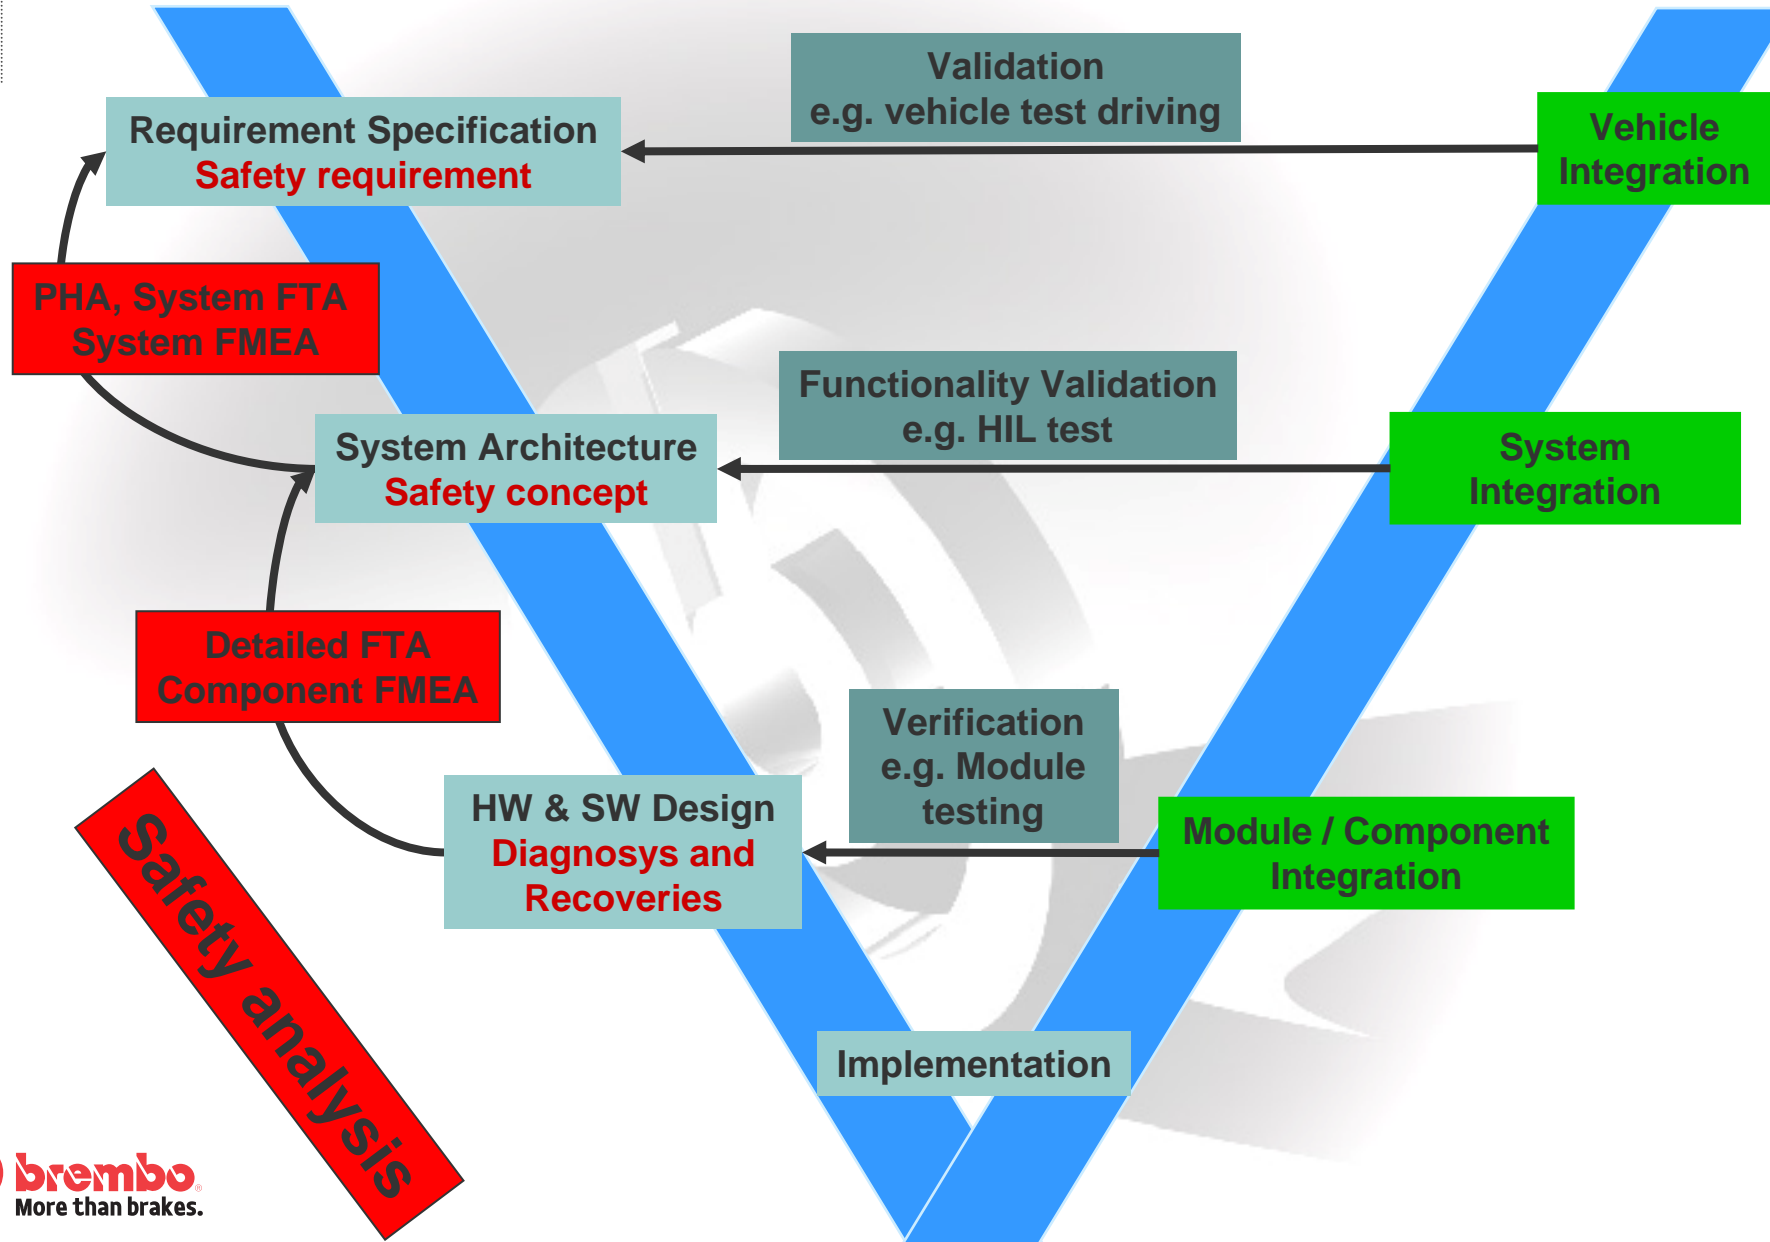 Validation
e.g. vehicle test driving
Requirement Specification
Safety requirement
Vehicle
Integration
PHA, System FTA
System FMEA
Functionality Validation
e.g. HIL test
System Architecture
Safety concept
System
Integration
Detailed FTA
Component FMEA
Verification
e.g. Module
testing
HW & SW Design
Diagnosys and
Recoveries
Module / Component
Integration
Safety analysis
Implementation
brembo®
More than brakes.